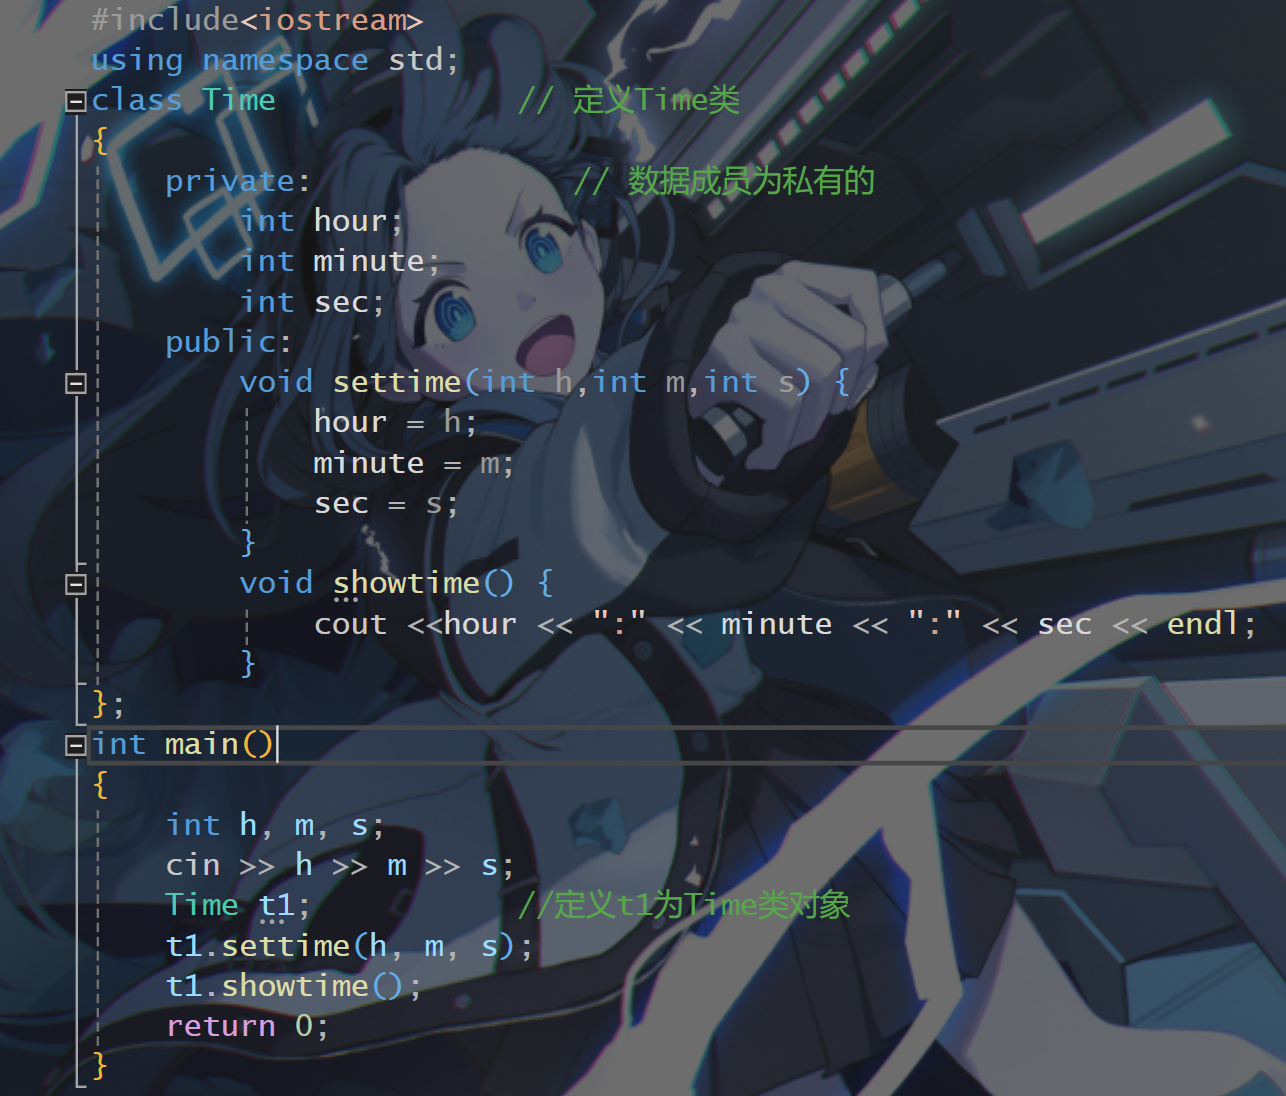 #include<iostream>
using namespace std;
class Time // 定义Time类
{
private: // 数据成员为私有的
int hour;
int minute;
int sec;
public:
void settime(int h,int m,int s) {
hour = h;
minute = m;
sec = s;
}
void showtime() {
cout <<hour << ":" << minute << ":" << sec << endl;
}
};
int main()
{
int h, m, s;
cin >> h >> m >> s;
Time t1; //定义t1为Time类对象
t1.settime(h, m, s);
t1.showtime();
return 0;
}